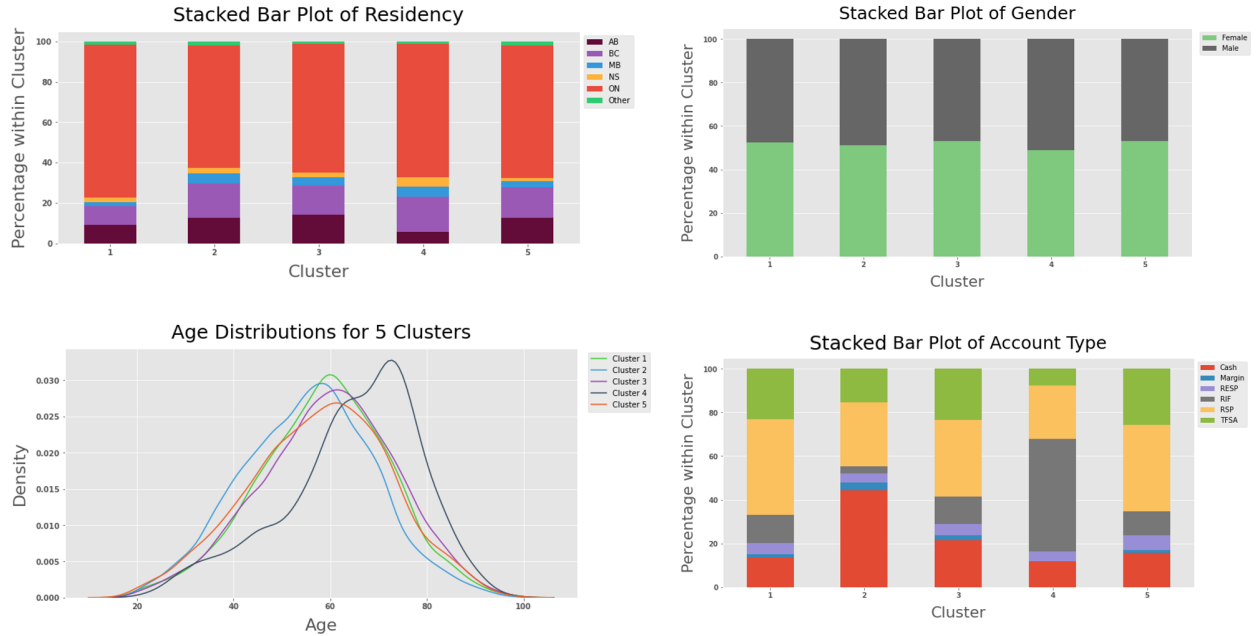 Stacked Bar Plot of Residency
Percentage within Cluster
100
80
60
40
20
0
1 2 3 4 5
Cluster
AB
BC
MB
NS
ON
Other
Stacked Bar Plot of Gender
Percentage within Cluster
100
80
60
40
20
0
1 2 3 4 5
Cluster
Female
Male
Age Distributions for 5 Clusters
Density
0.030
0.025
0.020
0.015
0.010
0.005
0.000
20 40 60 80 100
Age
Cluster 1
Cluster 2
Cluster 3
Cluster 4
Cluster 5
Stacked Bar Plot of Account Type
Percentage within Cluster
100
80
60
40
20
0
1 2 3 4 5
Cluster
Cash
Margin
RESP
RIF
RSP
TFSA